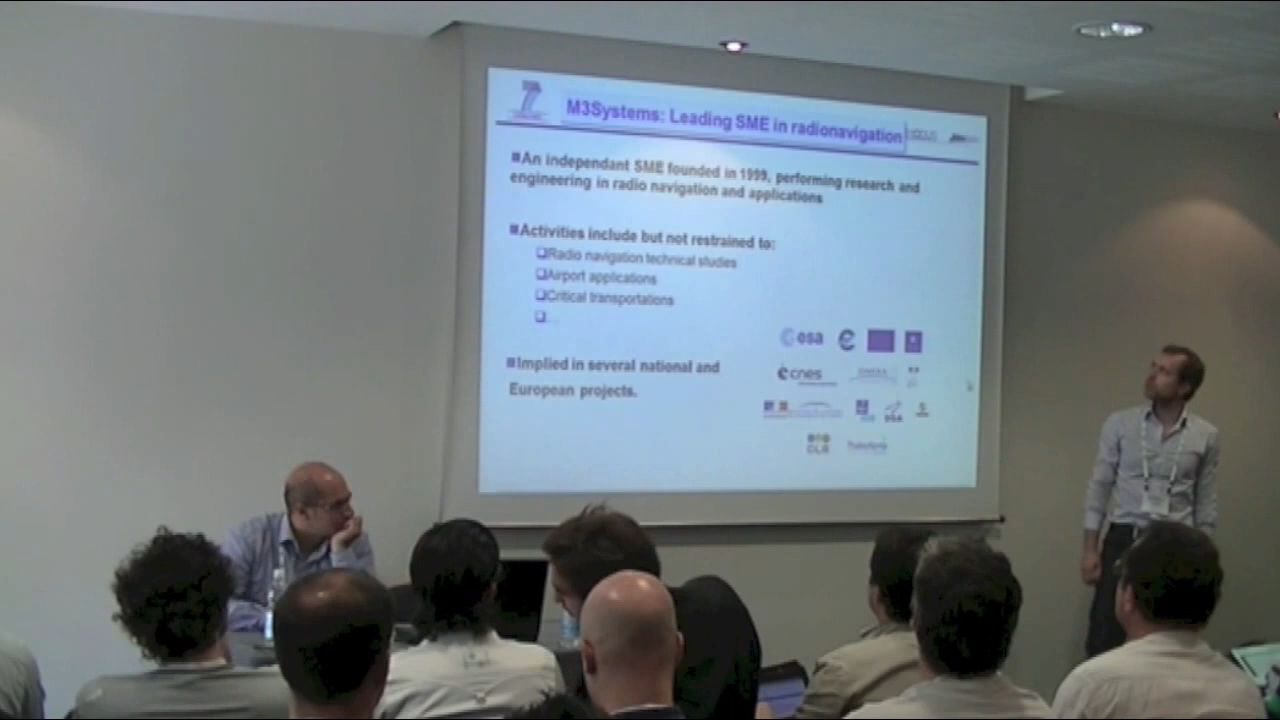 M3Systems: Leading SME in radionavigation
An independant SME founded in 1999, performing research and
engineering in radio navigation and applications
Activities include but not restrained to:
Radio navigation technical studies
Airport applications
Critical transportations
...
Implied in several national and
European projects.
esa
cnes
CLS